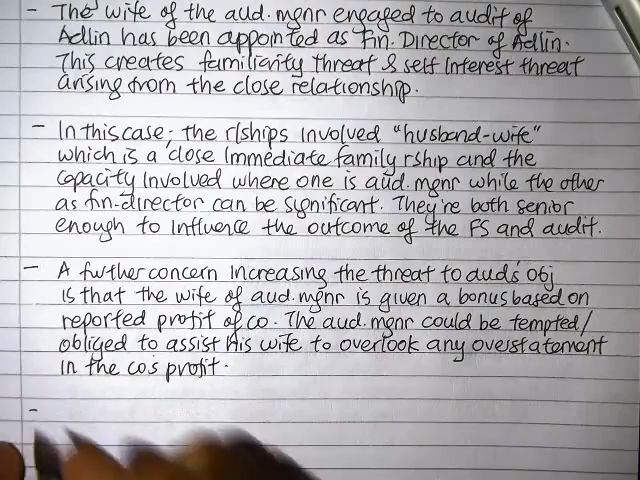 - The wife of the aud.mgnr engaged to audit of
Adlin has been appointed as Fin. Director of Adlin.
This creates familiarity threat & self interest threat
arising from the close relationship.
- In this case, the r/ships involved "husband-wife"
which is a close immediate family rship and the
capacity involved where one is aud.mgnr while the other
as fin-director can be significant. They're both senior
enough to influence the outcome of the FS and audit.
- A further concern increasing the threat to aud's obj
is that the wife of aud.mgnr is given a bonus based on
reported profit of co. The aud.mgnr could be tempted/
obliged to assist his wife to overlook any overstatement
in the co's profit.
-